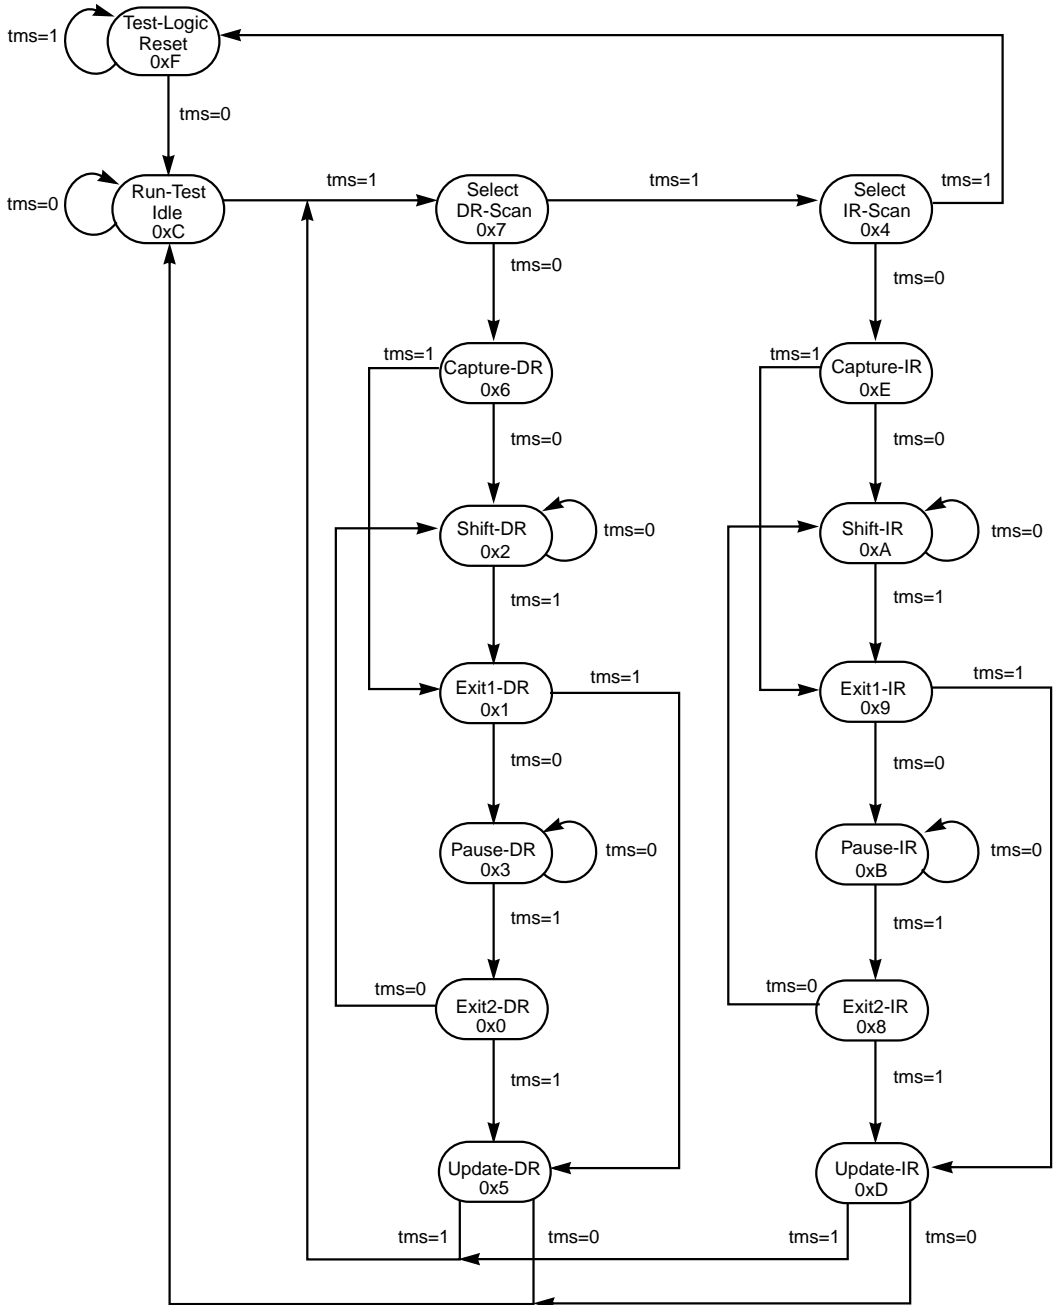 Test-Logic
Reset
0xF
tms=1
tms=0
Run-Test
Idle
0xC
tms=0
tms=1
Select
DR-Scan
0x7
tms=1
Select
IR-Scan
0x4
tms=1
tms=0
tms=0
tms=1
Capture-DR
0x6
tms=1
Capture-IR
0xE
tms=0
tms=0
Shift-DR
0x2
tms=0
Shift-IR
0xA
tms=0
tms=1
tms=1
Exit1-DR
0x1
tms=1
Exit1-IR
0x9
tms=1
tms=0
tms=0
Pause-DR
0x3
tms=0
Pause-IR
0xB
tms=0
tms=1
tms=1
tms=0
Exit2-DR
0x0
tms=0
Exit2-IR
0x8
tms=1
tms=1
Update-DR
0x5
Update-IR
0xD
tms=1
tms=0
tms=1
tms=0